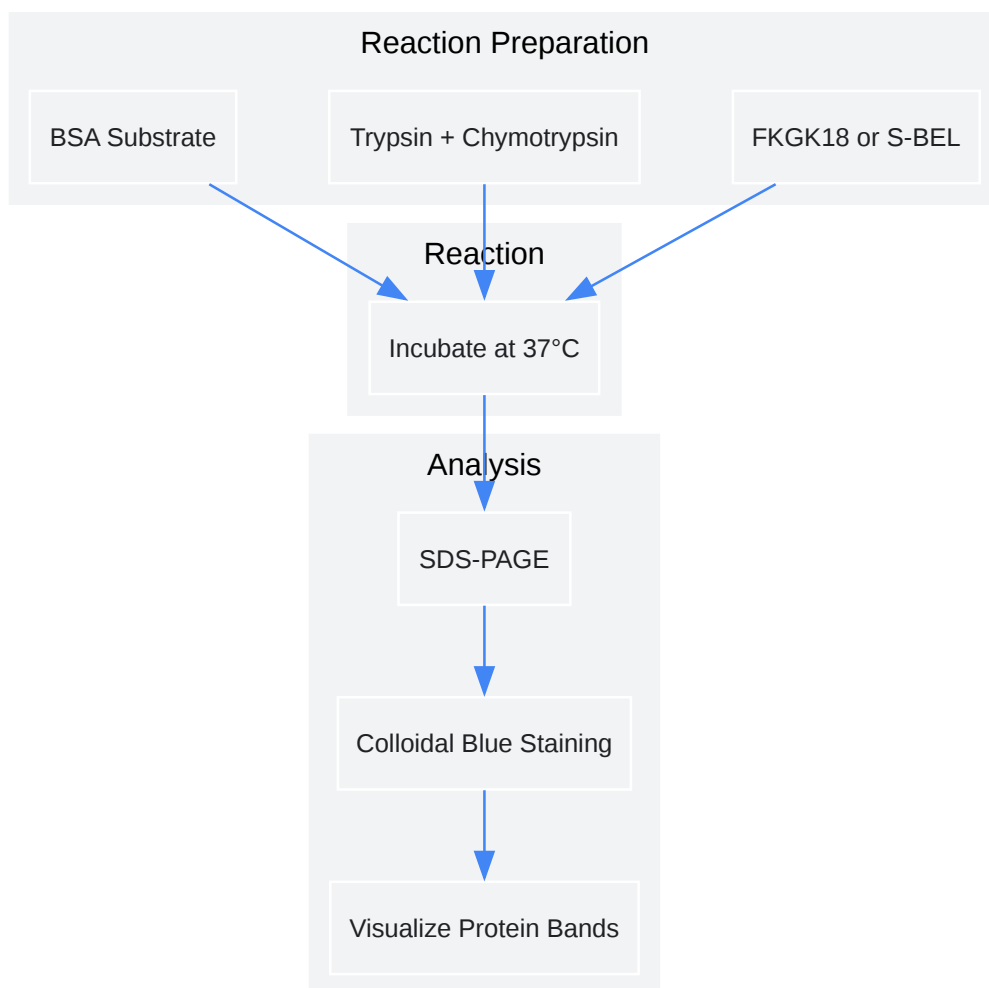 Reaction Preparation
BSA Substrate
Trypsin + Chymotrypsin
FKGK18 or S-BEL
Reaction
Incubate at 37°C
Analysis
SDS-PAGE
Colloidal Blue Staining
Visualize Protein Bands